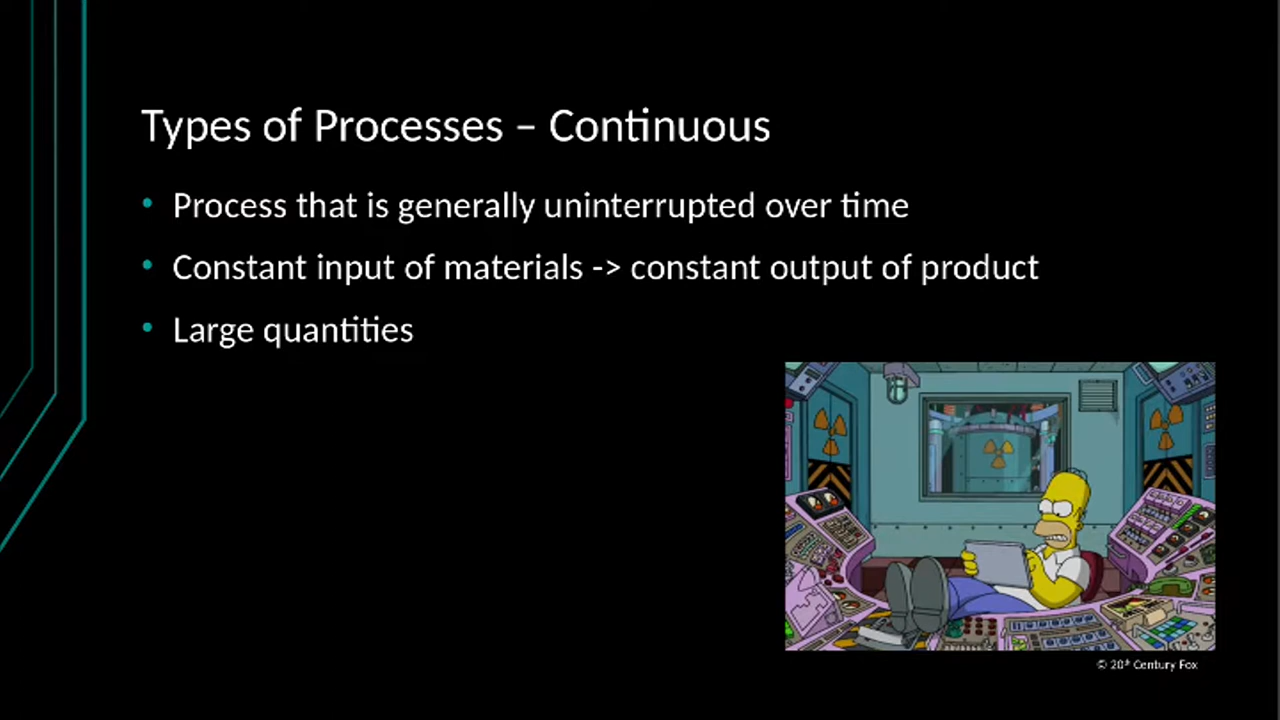 Types of Processes – Continuous
• Process that is generally uninterrupted over time
• Constant input of materials -> constant output of product
• Large quantities
© 20ᵗʰ Century Fox